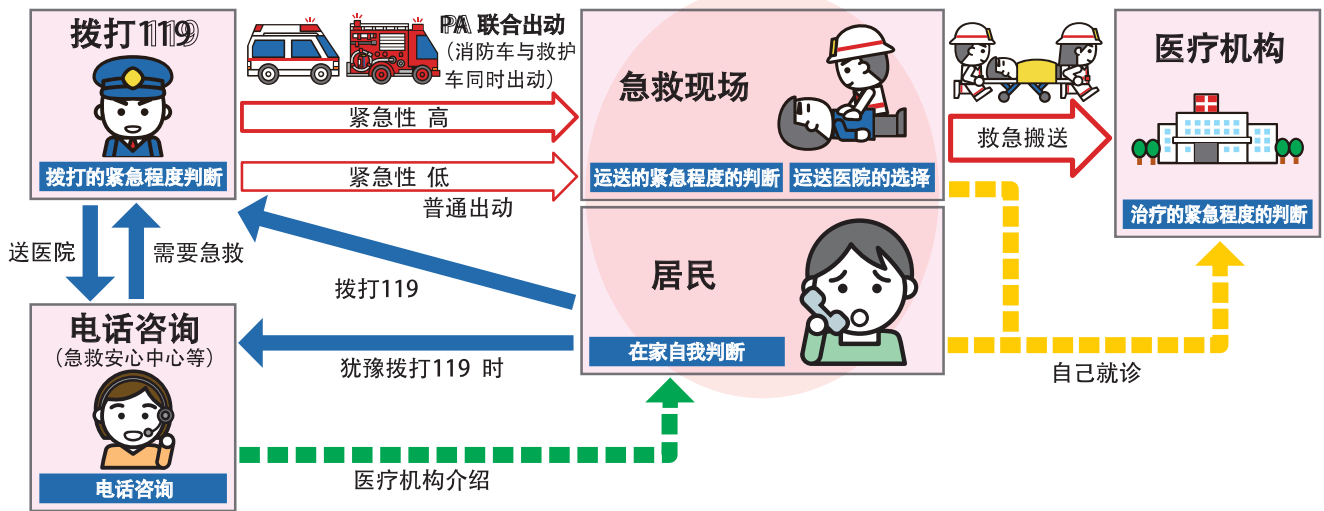 拨打119
拨打的紧急程度判断
PA 联合出动
（消防车与救护
车同时出动）
紧急性 高
紧急性 低
普通出动
急救现场
运送的紧急程度的判断
运送医院的选择
救急搬送
医疗机构
治疗的紧急程度的判断
送医院
需要急救
拨打119
犹豫拨打119 时
居民
在家自我判断
自己就诊
电话咨询
（急救安心中心等）
电话咨询
医疗机构介绍